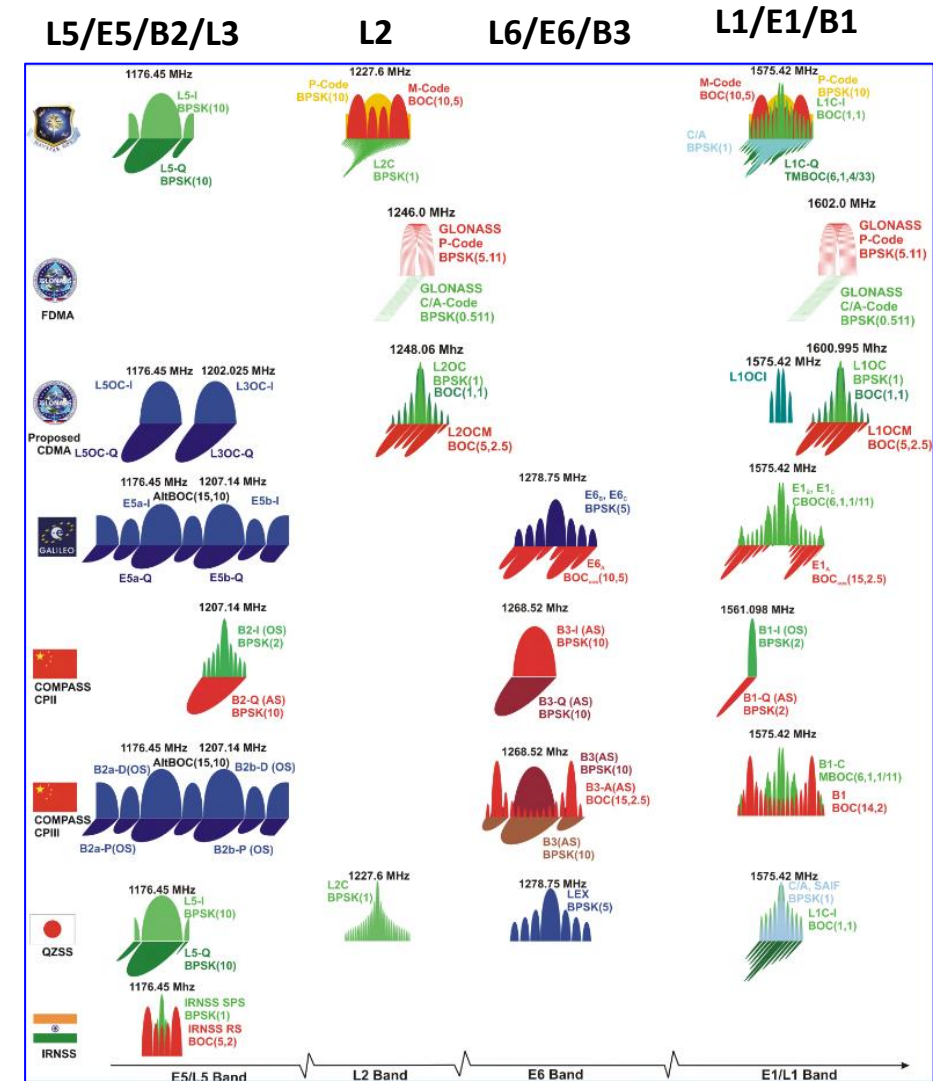 L5/E5/B2/L3
L2
L6/E6/B3
L1/E1/B1
1176.45 MHz
L5-I
BPSK(10)
L5-Q
BPSK(10)
1227.6 MHz
P-Code
BPSK(10)
M-Code
BOC(10,5)
L2C
BPSK(1)
1575.42 MHz
M-Code
BOC(10,5)
P-Code
BPSK(10)
L1C-I
BOC(1,1)
C/A
BPSK(1)
L1C-Q
TMBOC(6,1,4/33)
FDMA
1246.0 MHz
GLONASS
P-Code
BPSK(5.11)
GLONASS
C/A-Code
BPSK(0.511)
1602.0 MHz
GLONASS
P-Code
BPSK(5.11)
GLONASS
C/A-Code
BPSK(0.511)
Proposed
CDMA
1176.45 MHz
1202.025 MHz
L5OC-I
L3OC-I
L5OC-Q
L3OC-Q
1248.06 Mhz
L2OC
BPSK(1)
BOC(1,1)
L2OCM
BOC(5,2.5)
1575.42 MHz
L1OCI
1600.995 Mhz
L1OC
BPSK(1)
BOC(1,1)
L1OCM
BOC(5,2.5)
GALILEO
1176.45 MHz
1207.14 MHz
AltBOC(15,10)
E5a-I
E5b-I
E5a-Q
E5b-Q
1278.75 MHz
E6B, E6C
BPSK(5)
E6A
BOCcos(10,5)
1575.42 MHz
E1B, E1C
CBOC(6,1,1/11)
E1A
BOCcos(15,2.5)
COMPASS
CPII
1207.14 MHz
B2-I (OS)
BPSK(2)
B2-Q (AS)
BPSK(10)
1268.52 MHz
B3-I (AS)
BPSK(10)
B3-Q (AS)
BPSK(10)
1561.098 MHz
B1-I (OS)
BPSK(2)
B1-Q (AS)
BPSK(2)
COMPASS
CPIII
1176.45 MHz
1207.14 MHz
AltBOC(15,10)
B2a-D(OS)
B2b-D (OS)
B2a-P(OS)
B2b-P (OS)
1268.52 Mhz
B3(AS)
BPSK(10)
B3-A(AS)
BOC(15,2.5)
B3(AS)
BPSK(10)
1575.42 MHz
B1-C
MBOC(6,1,1/11)
B1
BOC(14,2)
QZSS
1176.45 MHz
L5-I
BPSK(10)
L5-Q
BPSK(10)
1227.6 MHz
L2C
BPSK(1)
1278.75 MHz
LEX
BPSK(5)
1575.42 MHz
C/A, SAIF
BPSK(1)
L1C-I
BOC(1,1)
IRNSS
1176.45 MHz
IRNSS SPS
BPSK(1)
IRNSS RS
BOC(5,2)
E5/L5 Band
L2 Band
E6 Band
E1/L1 Band